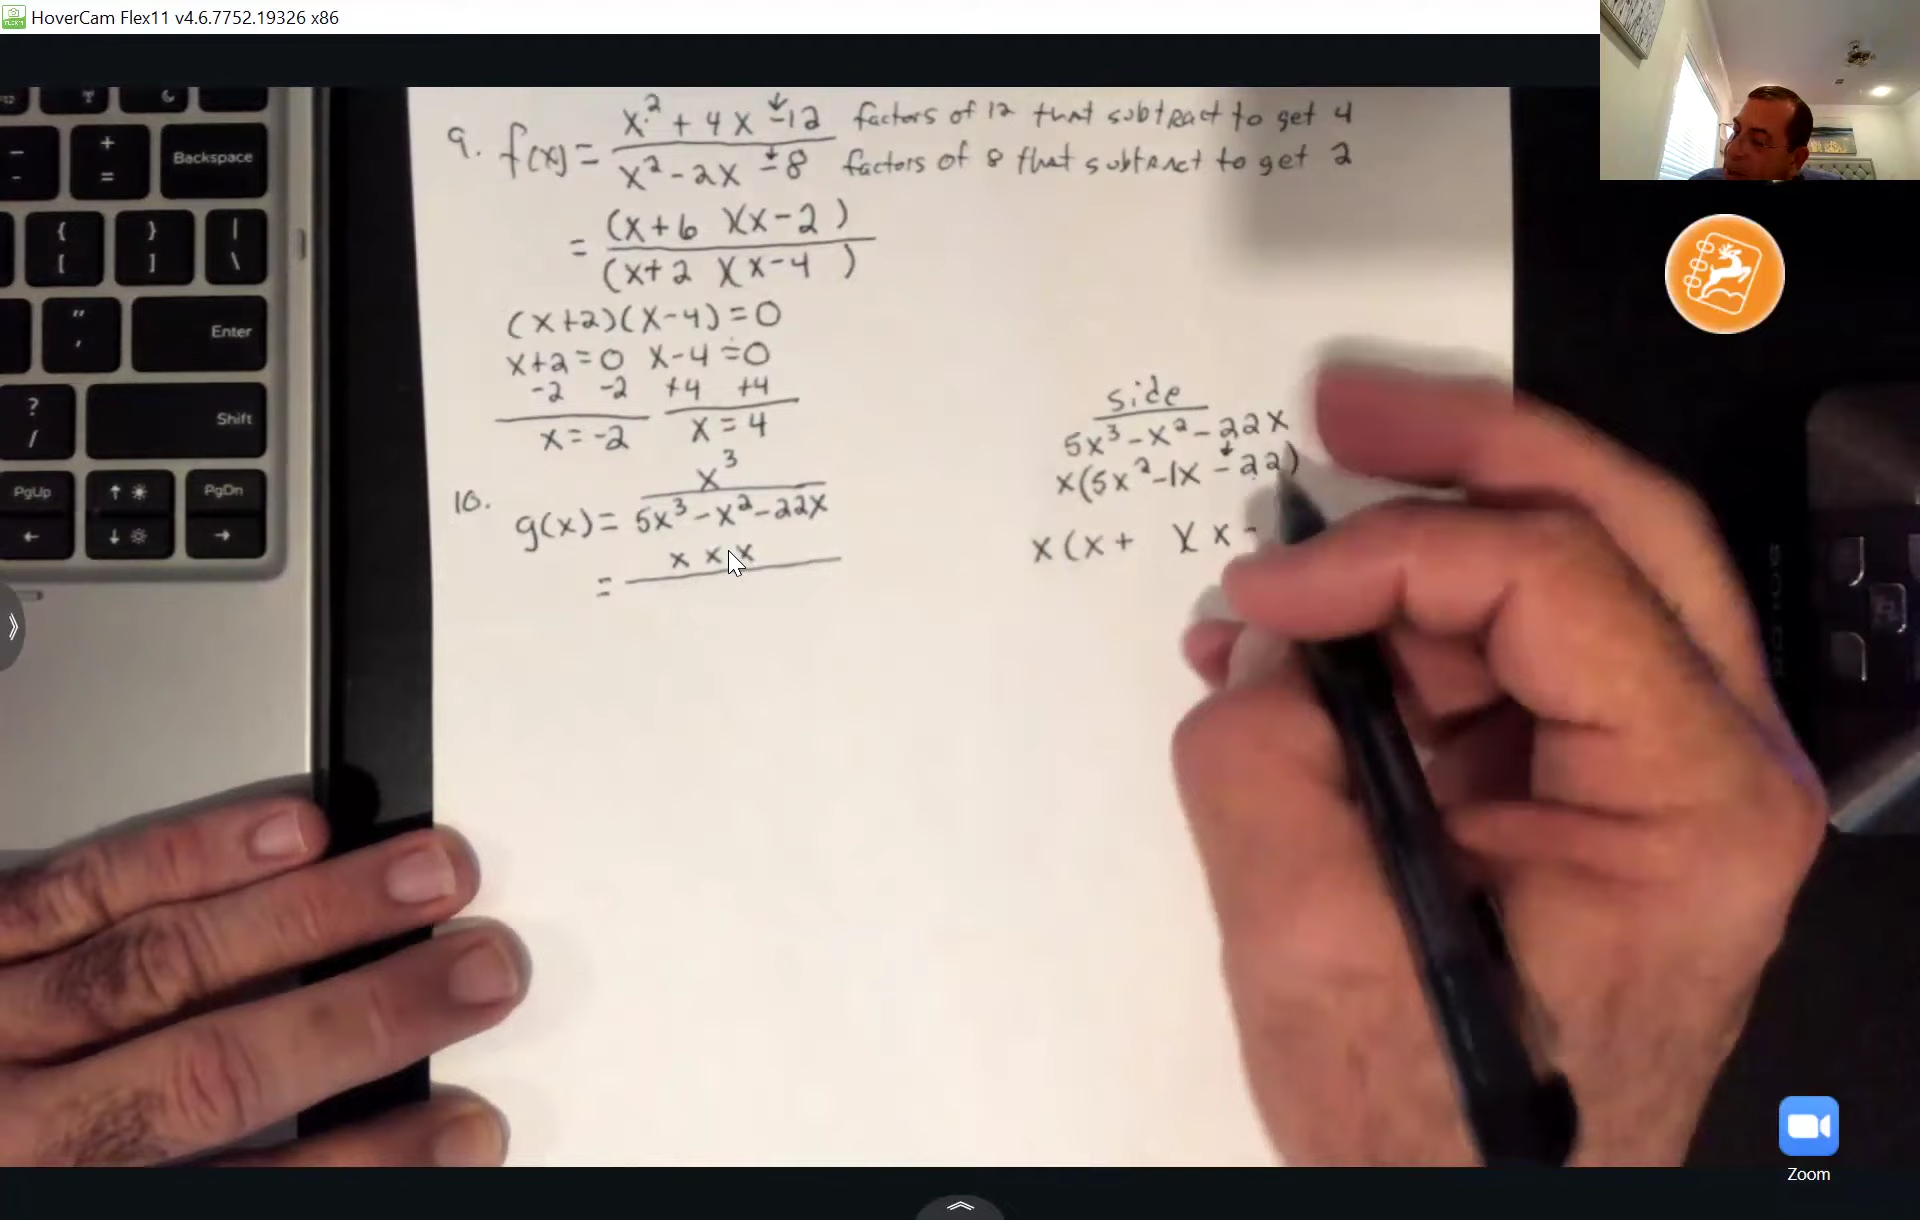 HoverCam Flex11 v4.6.7752.19326 x86
9. f(x) = x² + 4x - 12 factors of 12 that subtract to get 4
x² - 2x - 8 factors of 8 that subtract to get 2
= (x+6 )(x-2 )
(x+2 )(x-4 )
(x+2)(x-4)=0
x+2=0 x-4=0
-2 -2 +4 +4
x=-2 x=4
10. g(x) = x³
5x³-x²-22x
= x x x
side
5x³-x²-22x
x(5x²-1x-22)
x(x+ )(x-
+
=
Backspace
{
[
}
]
|
\
"
,
Enter
?
/
Shift
PgUp
PgDn
Zoom